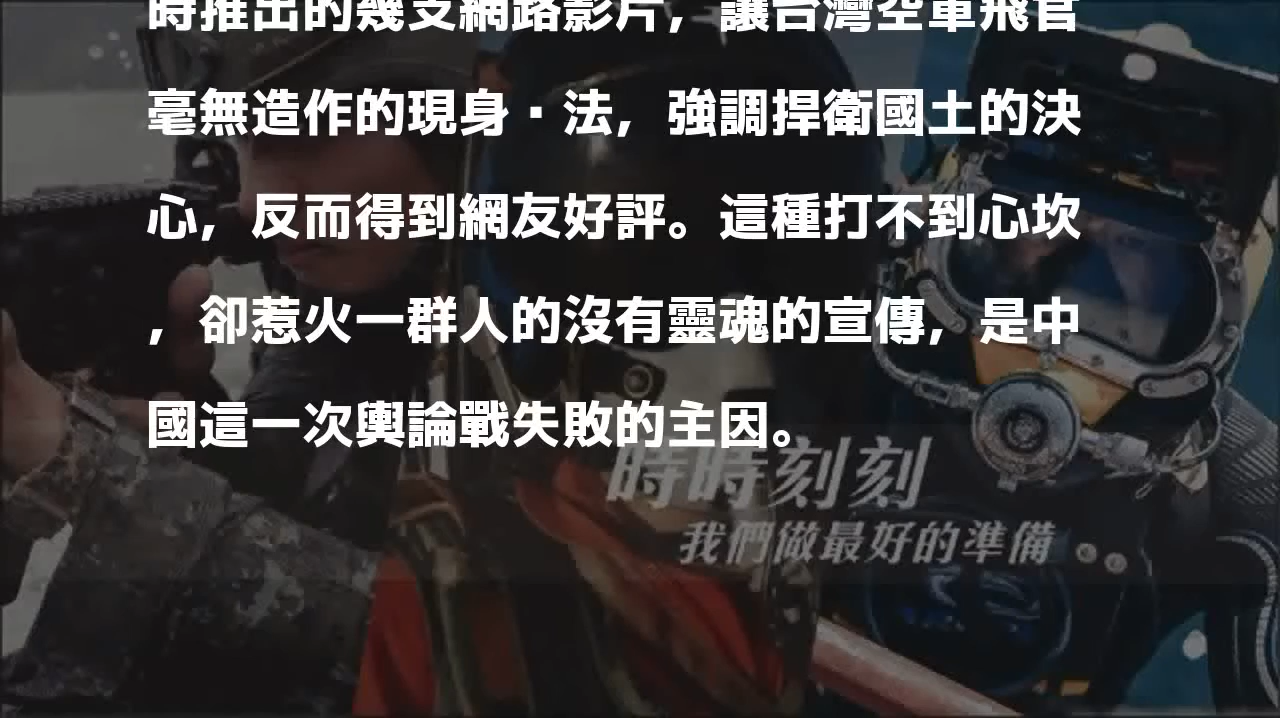 時推出的幾支網路影片，讓台灣空軍飛官
毫無造作的現身▪法，強調捍衛國土的決
心，反而得到網友好評。這種打不到心坎
，卻惹火一群人的沒有靈魂的宣傳，是中
國這一次輿論戰失敗的主因。
時時刻刻
我們做最好的準備